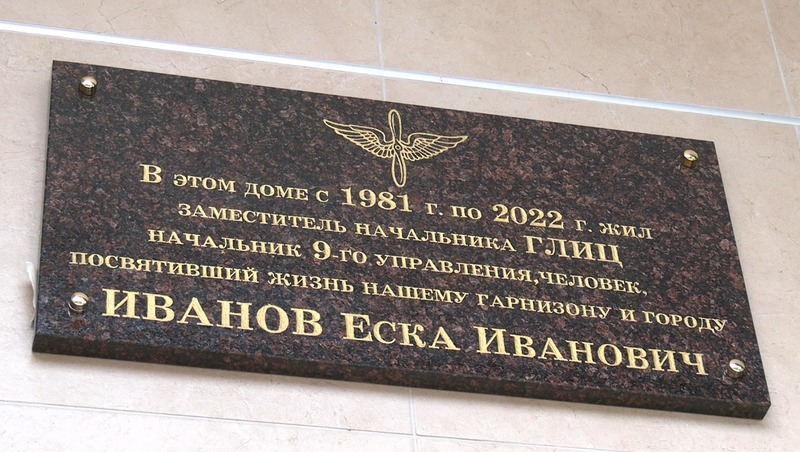 В ЭТОМ ДОМЕ С 1981 Г. ПО 2022 Г. ЖИЛ
ЗАМЕСТИТЕЛЬ НАЧАЛЬНИКА ГЛИЦ
НАЧАЛЬНИК 9-ГО УПРАВЛЕНИЯ,ЧЕЛОВЕК,
ПОСВЯТИВШИЙ ЖИЗНЬ НАШЕМУ ГАРНИЗОНУ И ГОРОДУ
ИВАНОВ ЕСКА ИВАНОВИЧ